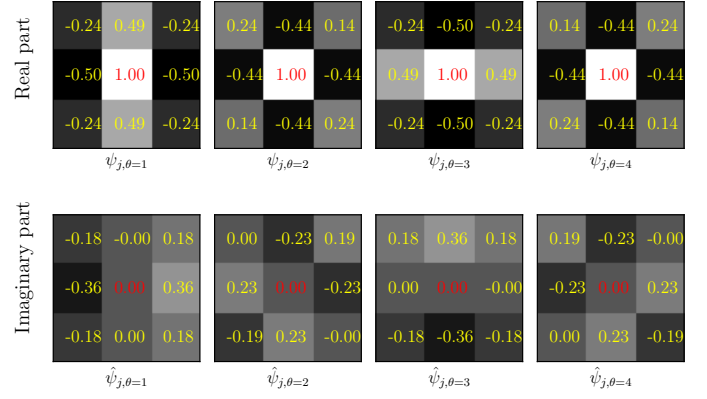 Real part
-0.24 0.49 -0.24 0.24 -0.44 0.14 -0.24 -0.50 -0.24 0.14 -0.44 0.24
-0.50 1.00 -0.50 -0.44 1.00 -0.44 0.49 1.00 0.49 -0.44 1.00 -0.44
-0.24 0.49 -0.24 0.14 -0.44 0.24 -0.24 -0.50 -0.24 0.24 -0.44 0.14
ψ_{j,θ=1} ψ_{j,θ=2} ψ_{j,θ=3} ψ_{j,θ=4}
Imaginary part
-0.18 -0.00 0.18 0.00 -0.23 0.19 0.18 0.36 0.18 0.19 -0.23 -0.00
-0.36 0.00 0.36 0.23 0.00 -0.23 0.00 0.00 -0.00 -0.23 0.00 0.23
-0.18 0.00 0.18 -0.19 0.23 -0.00 -0.18 -0.36 -0.18 0.00 0.23 -0.19
ψ̂_{j,θ=1} ψ̂_{j,θ=2} ψ̂_{j,θ=3} ψ̂_{j,θ=4}